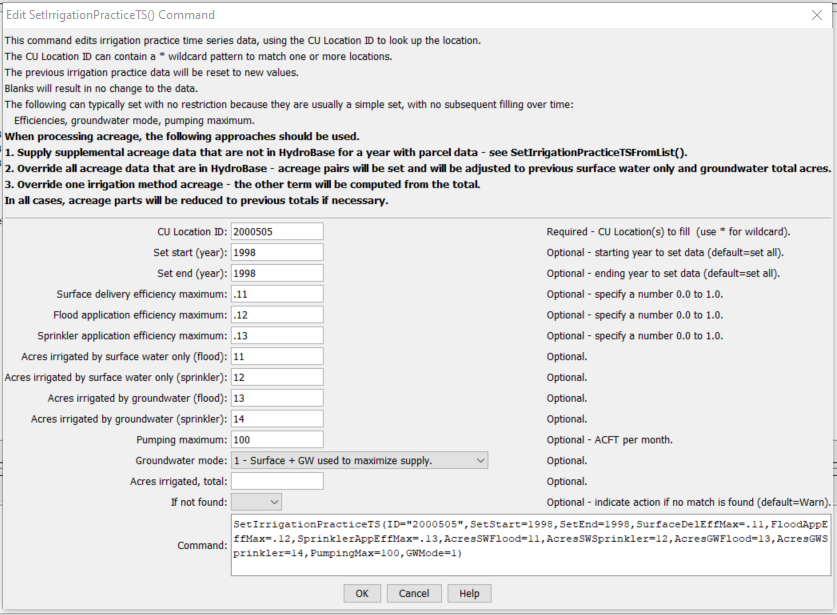 Edit SetIrrigationPracticeTS() Command
This command edits irrigation practice time series data, using the CU Location ID to look up the location.
The CU Location ID can contain a * wildcard pattern to match one or more locations.
The previous irrigation practice data will be reset to new values.
Blanks will result in no change to the data.
The following can typically set with no restriction because they are usually a simple set, with no subsequent filling over time:
Efficiencies, groundwater mode, pumping maximum.
When processing acreage, the following approaches should be used.
1. Supply supplemental acreage data that are not in HydroBase for a year with parcel data - see SetIrrigationPracticeTSFromList().
2. Override all acreage data that are in HydroBase - acreage pairs will be set and will be adjusted to previous surface water only and groundwater total acres.
3. Override one irrigation method acreage - the other term will be computed from the total.
In all cases, acreage parts will be reduced to previous totals if necessary.
CU Location ID: 2000505 Required - CU Location(s) to fill (use * for wildcard).
Set start (year): 1998 Optional - starting year to set data (default=set all).
Set end (year): 1998 Optional - ending year to set data (default=set all).
Surface delivery efficiency maximum: .11 Optional - specify a number 0.0 to 1.0.
Flood application efficiency maximum: .12 Optional - specify a number 0.0 to 1.0.
Sprinkler application efficiency maximum: .13 Optional - specify a number 0.0 to 1.0.
Acres irrigated by surface water only (flood): 11 Optional.
Acres irrigated by surface water only (sprinkler): 12 Optional.
Acres irrigated by groundwater (flood): 13 Optional.
Acres irrigated by groundwater (sprinkler): 14 Optional.
Pumping maximum: 100 Optional - ACFT per month.
Groundwater mode: 1 - Surface + GW used to maximize supply. Optional.
Acres irrigated, total: Optional.
If not found: Optional - indicate action if no match is found (default=Warn).
Command: SetIrrigationPracticeTS(ID="2000505",SetStart=1998,SetEnd=1998,SurfaceDelEffMax=.11,FloodAppE
ffMax=.12,SprinklerAppEffMax=.13,AcresSWFlood=11,AcresSWSprinkler=12,AcresGWFlood=13,AcresGWS
prinkler=14,PumpingMax=100,GWMode=1)
OK Cancel Help